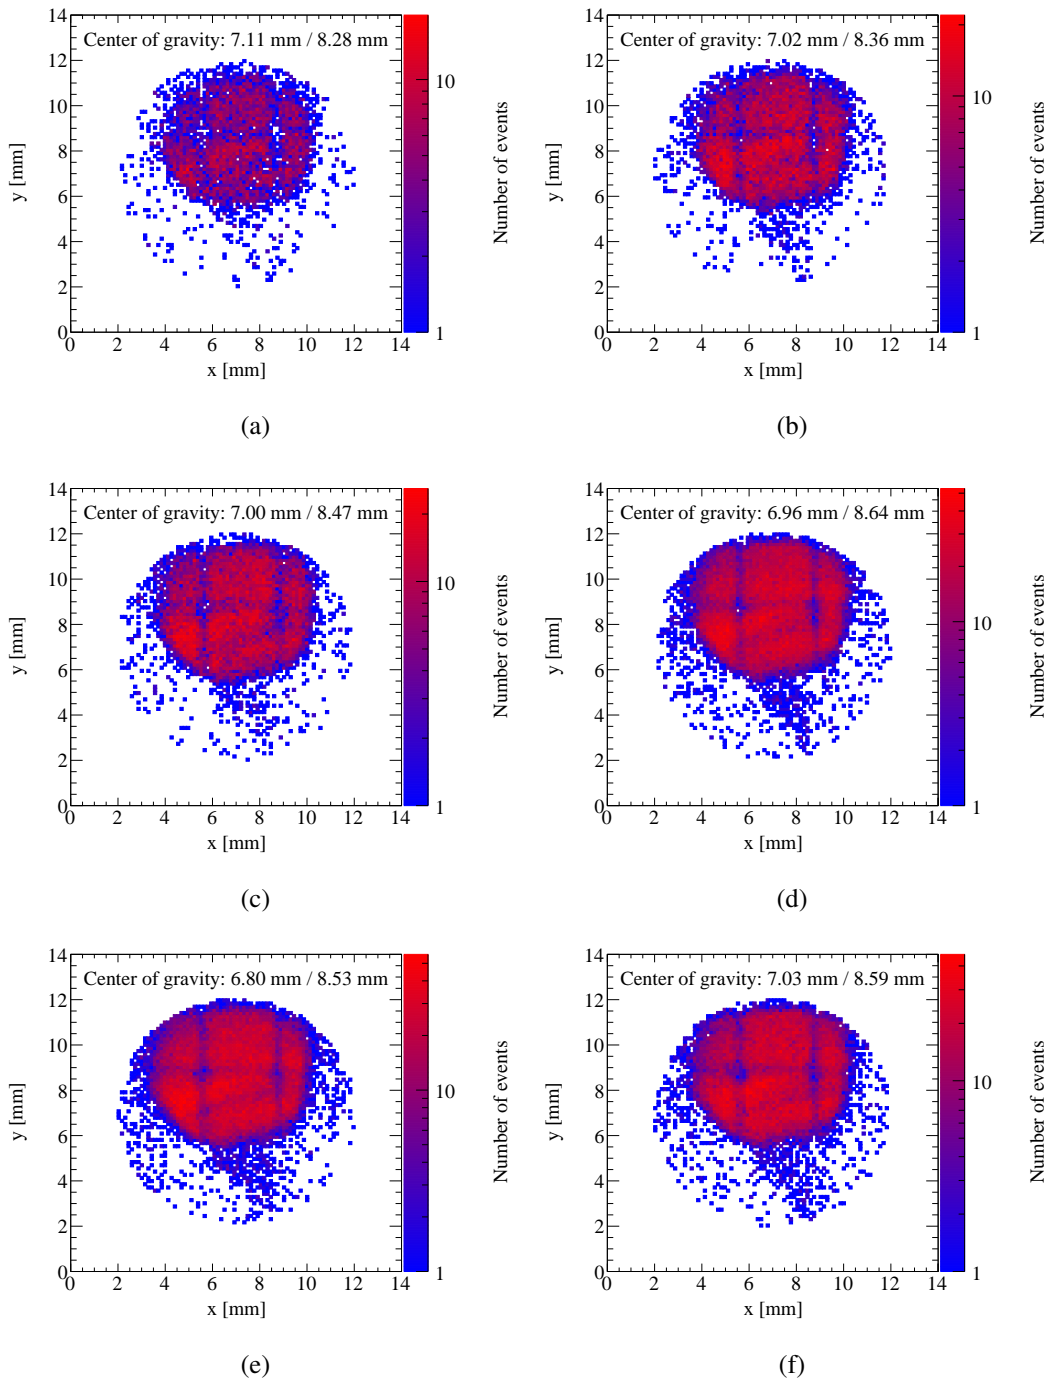 Center of gravity: 7.11 mm / 8.28 mm
14
12
10
8
6
4
2
0
y [mm]
0 2 4 6 8 10 12 14
x [mm]
10
1
Number of events
(a)
Center of gravity: 7.02 mm / 8.36 mm
14
12
10
8
6
4
2
0
y [mm]
0 2 4 6 8 10 12 14
x [mm]
10
1
Number of events
(b)
Center of gravity: 7.00 mm / 8.47 mm
14
12
10
8
6
4
2
0
y [mm]
0 2 4 6 8 10 12 14
x [mm]
10
1
Number of events
(c)
Center of gravity: 6.96 mm / 8.64 mm
14
12
10
8
6
4
2
0
y [mm]
0 2 4 6 8 10 12 14
x [mm]
10
1
Number of events
(d)
Center of gravity: 6.80 mm / 8.53 mm
14
12
10
8
6
4
2
0
y [mm]
0 2 4 6 8 10 12 14
x [mm]
10
1
Number of events
(e)
Center of gravity: 7.03 mm / 8.59 mm
14
12
10
8
6
4
2
0
y [mm]
0 2 4 6 8 10 12 14
x [mm]
10
1
Number of events
(f)